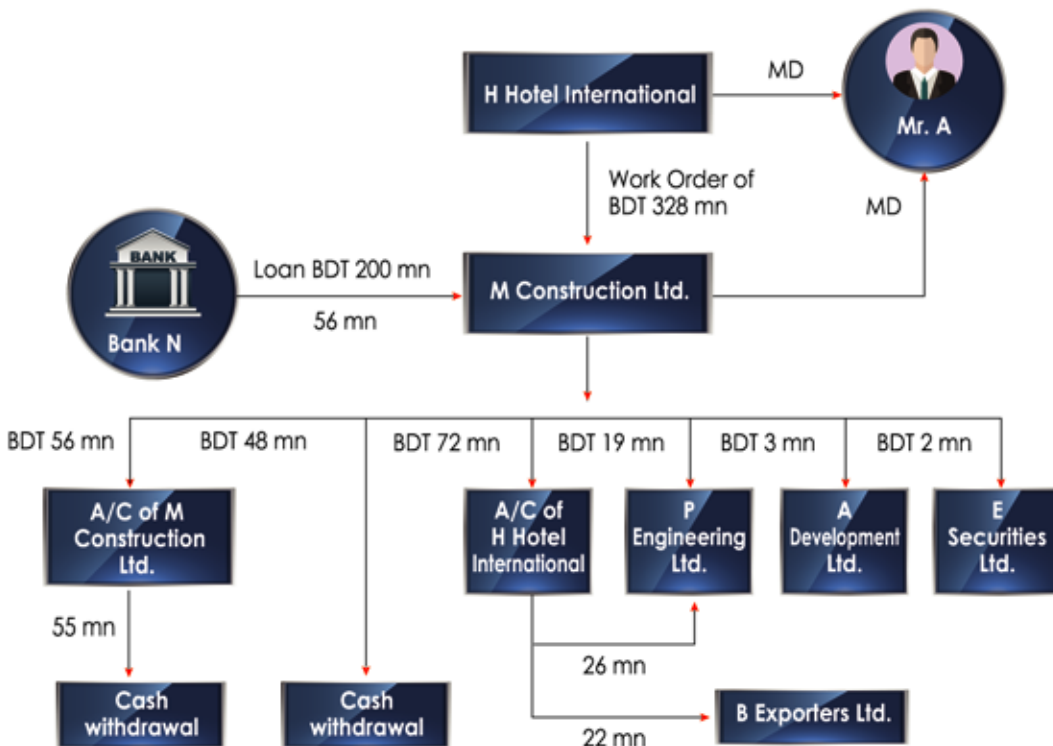 H Hotel International
MD
Mr. A
Work Order of
BDT 328 mn
MD
BANK
Bank N
Loan BDT 200 mn
56 mn
M Construction Ltd.
BDT 56 mn
BDT 48 mn
BDT 72 mn
BDT 19 mn
BDT 3 mn
BDT 2 mn
A/C of M
Construction
Ltd.
A/C of
H Hotel
International
P
Engineering
Ltd.
A
Development
Ltd.
E
Securities
Ltd.
55 mn
26 mn
Cash
withdrawal
Cash
withdrawal
22 mn
B Exporters Ltd.